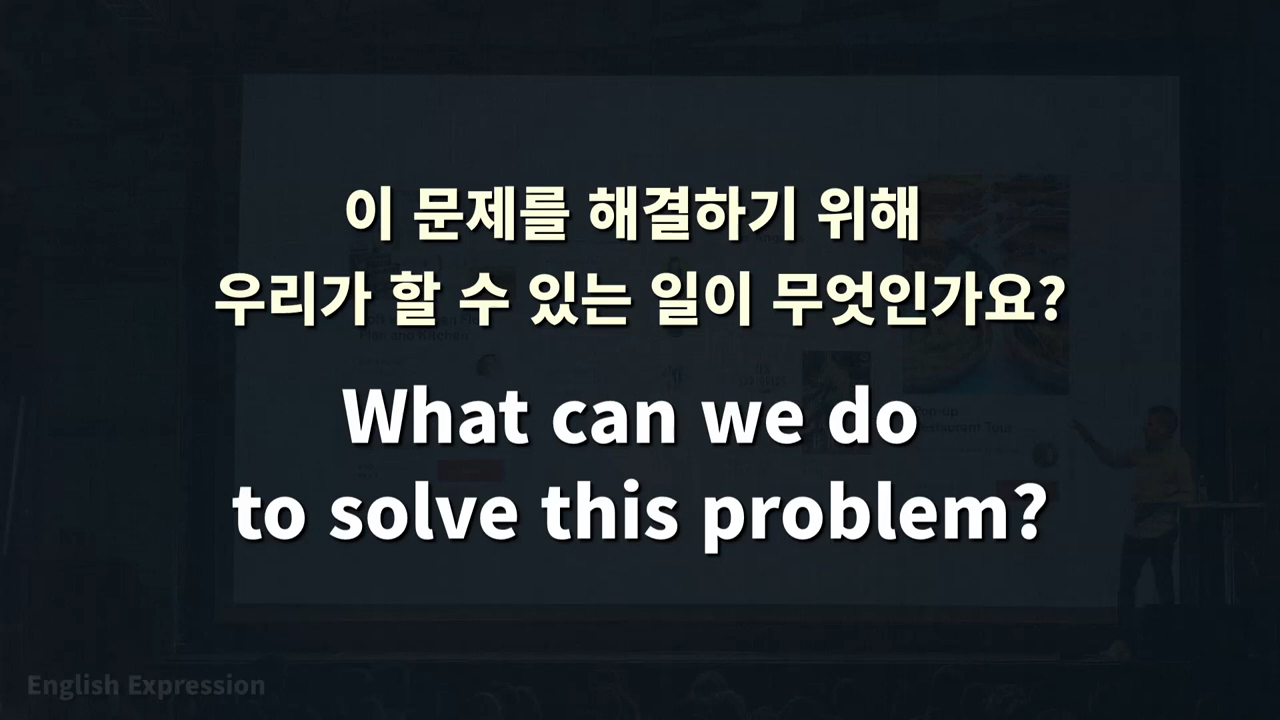 이 문제를 해결하기 위해
우리가 할 수 있는 일이 무엇인가요?
What can we do
to solve this problem?
English Expression